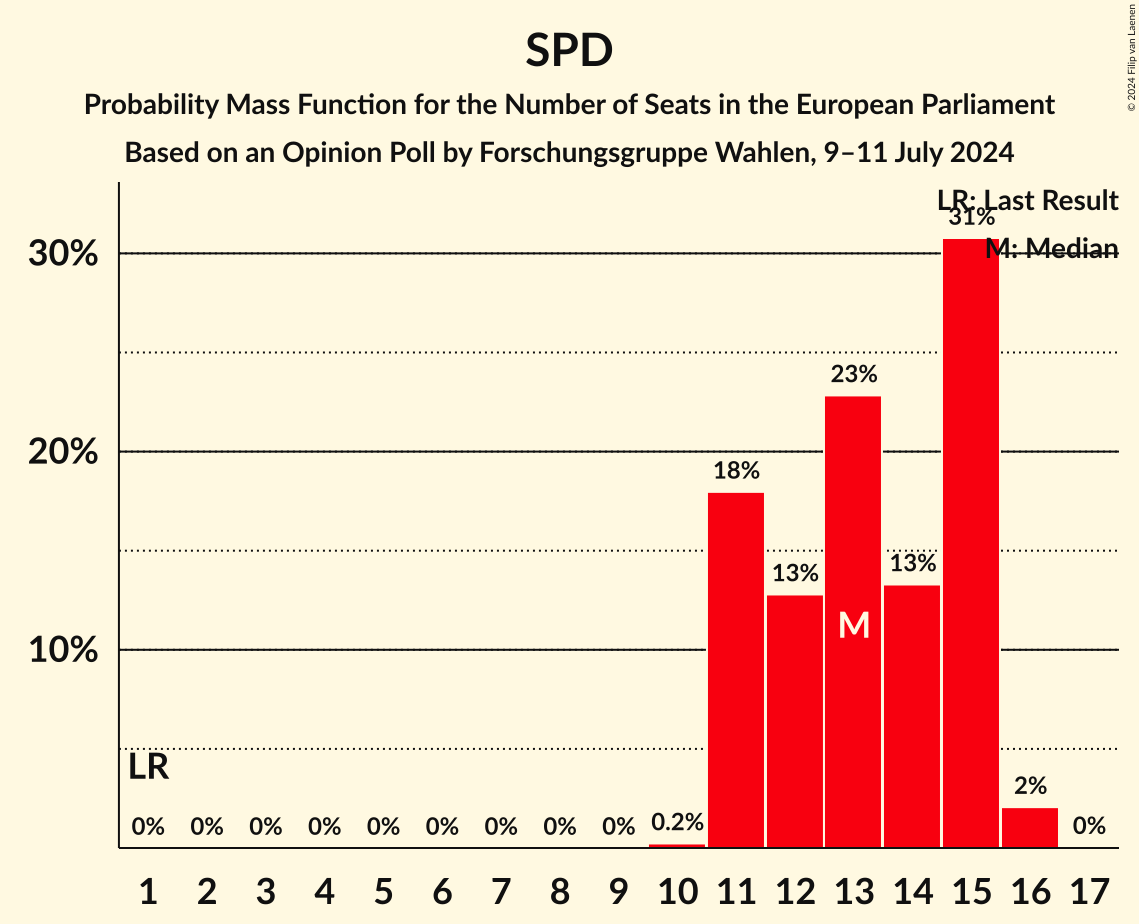 SPD
Probability Mass Function for the Number of Seats in the European Parliament
Based on an Opinion Poll by Forschungsgruppe Wahlen, 9–11 July 2024
© 2024 Filip van Laenen
LR: Last Result
M: Median
30%
20%
10%
31%
23%
18%
13%
13%
M
LR
0% 0% 0% 0% 0% 0% 0% 0% 0% 0.2% 2% 0%
1 2 3 4 5 6 7 8 9 10 11 12 13 14 15 16 17